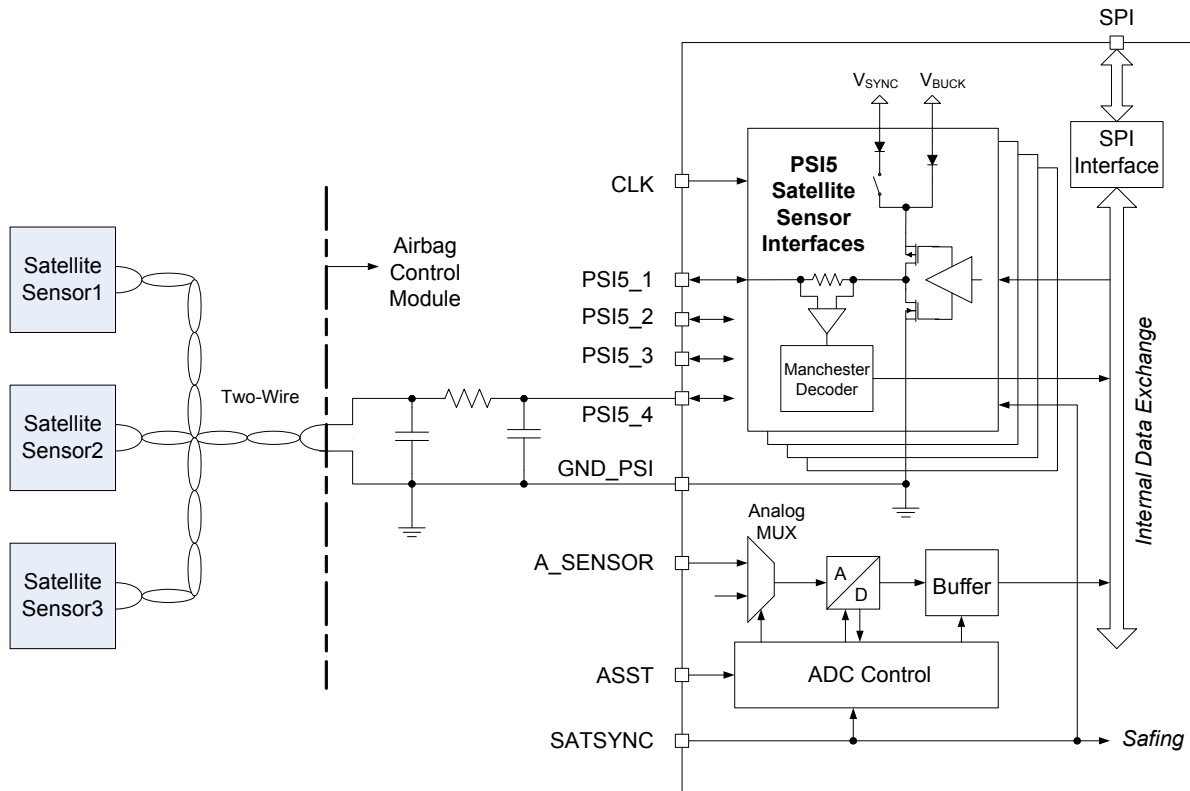 SPI
V_SYNC
V_BUCK
SPI
Interface
PSI5
Satellite
Sensor
Interfaces
CLK
Airbag
Control
Module
Satellite
Sensor1
PSI5_1
PSI5_2
PSI5_3
PSI5_4
Manchester
Decoder
Satellite
Sensor2
Two-Wire
GND_PSI
Internal Data Exchange
Analog
MUX
A_SENSOR
A
D
Buffer
Satellite
Sensor3
ASST
ADC Control
SATSYNC
Safing